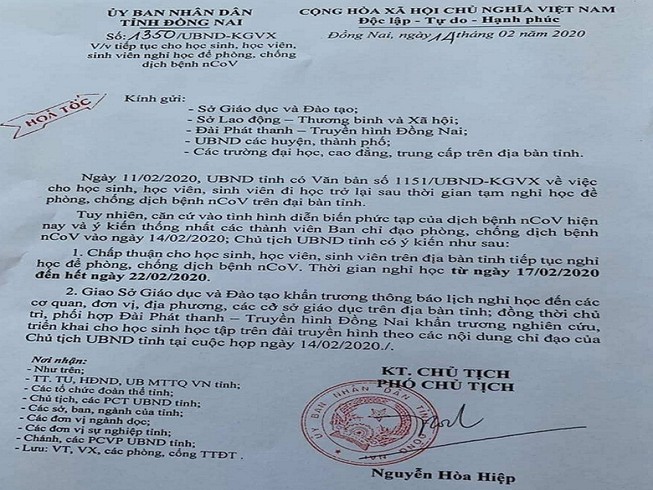 ỦY BAN NHÂN DÂN
TỈNH ĐỒNG NAI
Số: 1350/UBND-KGVX
V/v tiếp tục cho học sinh, học viên,
sinh viên nghỉ học để phòng, chống
dịch bệnh nCoV
CỘNG HÒA XÃ HỘI CHỦ NGHĨA VIỆT NAM
Độc lập - Tự do - Hạnh phúc
Đồng Nai, ngày 14 tháng 02 năm 2020
HỎA TỐC
Kính gửi:
- Sở Giáo dục và Đào tạo;
- Sở Lao động – Thương binh và Xã hội;
- Đài Phát thanh – Truyền hình Đồng Nai;
- UBND các huyện, thành phố;
- Các trường đại học, cao đẳng, trung cấp trên địa bàn tỉnh.
Ngày 11/02/2020, UBND tỉnh có Văn bản số 1151/UBND-KGVX về việc
cho học sinh, học viên, sinh viên đi học trở lại sau thời gian tạm nghỉ học để
phòng, chống dịch bệnh nCoV trên đại bàn tỉnh.
Tuy nhiên, căn cứ vào tình hình diễn biến phức tạp của dịch bệnh nCoV hiện
nay và ý kiến thống nhất các thành viên Ban chỉ đạo phòng, chống dịch bệnh
nCoV vào ngày 14/02/2020; Chủ tịch UBND tỉnh có ý kiến như sau:
1. Chấp thuận cho học sinh, học viên, sinh viên trên địa bàn tỉnh tiếp tục nghỉ
học để phòng, chống dịch bệnh nCoV. Thời gian nghỉ học từ ngày 17/02/2020
đến hết ngày 22/02/2020.
2. Giao Sở Giáo dục và Đào tạo khẩn trương thông báo lịch nghỉ học đến các
cơ quan, đơn vị, địa phương, các cở sở giáo dục trên địa bàn tỉnh; đồng thời chủ
trì, phối hợp Đài Phát thanh – Truyền hình Đồng Nai khẩn trương nghiên cứu,
triển khai cho học sinh học tập trên đài truyền hình theo các nội dung chỉ đạo của
Chủ tịch UBND tỉnh tại cuộc họp ngày 14/02/2020./.
Nơi nhận:
- Như trên;
- TT. TU, HĐND, UB MTTQ VN tỉnh;
- Các tổ chức đoàn thể tỉnh;
- Chủ tịch, các PCT UBND tỉnh;
- Các sở, ban, ngành của tỉnh;
- Các đơn vị ngành dọc;
- Các đơn vị sự nghiệp tỉnh;
- Chánh, các PCVP UBND tỉnh;
- Lưu: VT, VX, các phòng, cổng TTĐT.
KT. CHỦ TỊCH
PHÓ CHỦ TỊCH
ỦY BAN NHÂN DÂN TỈNH ĐỒNG NAI
Nguyễn Hòa Hiệp